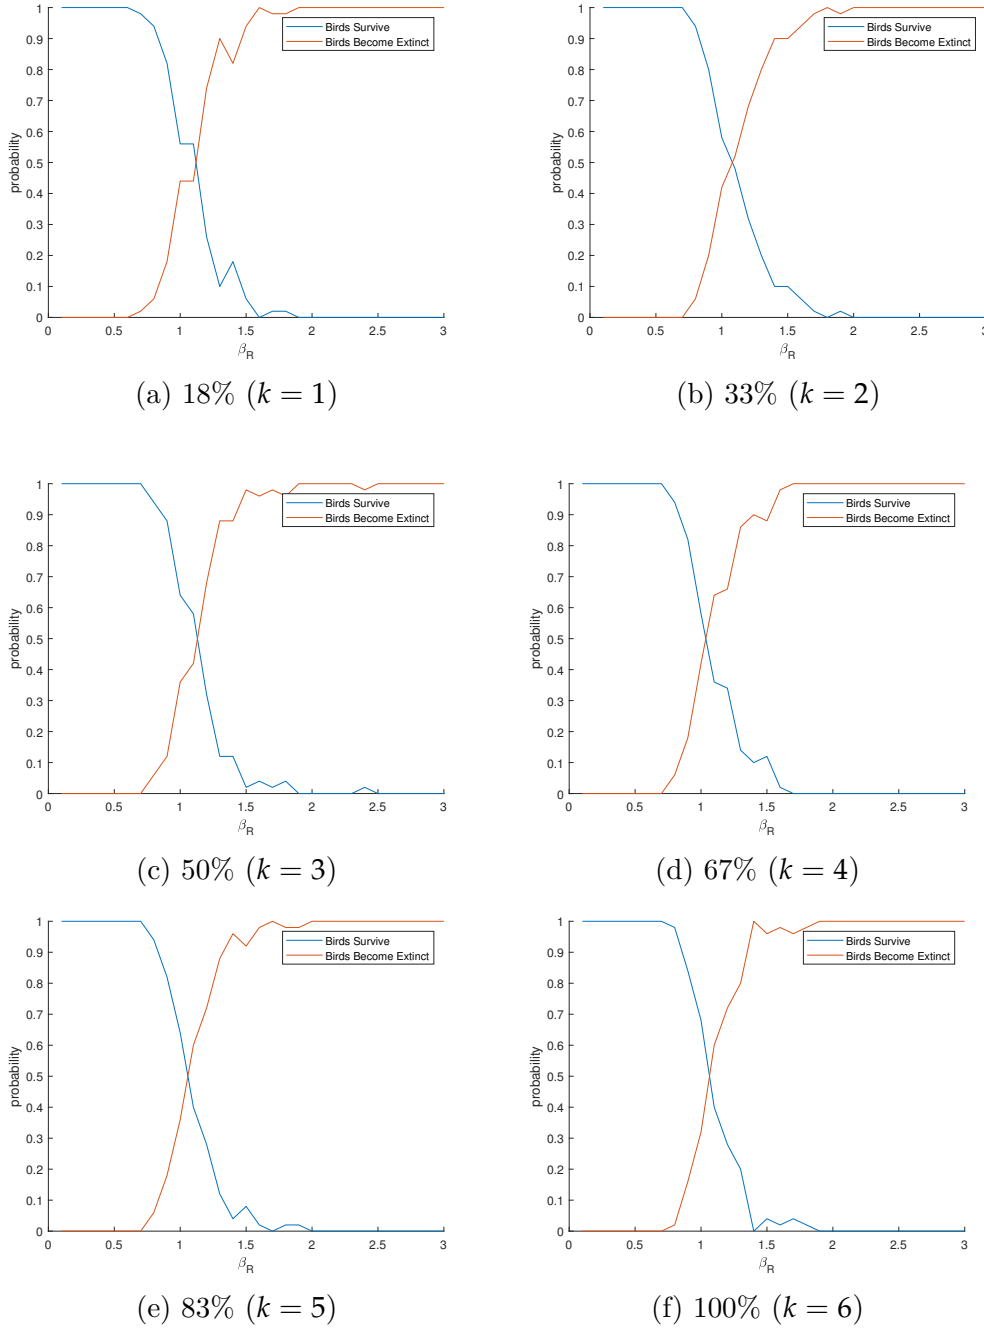 1
0.9
0.8
0.7
0.6
0.5
0.4
0.3
0.2
0.1
0
probability
0 0.5 1 1.5 2 2.5 3
β_R
Birds Survive
Birds Become Extinct
(a) 18% (k = 1)
1
0.9
0.8
0.7
0.6
0.5
0.4
0.3
0.2
0.1
0
probability
0 0.5 1 1.5 2 2.5 3
β_R
Birds Survive
Birds Become Extinct
(b) 33% (k = 2)
1
0.9
0.8
0.7
0.6
0.5
0.4
0.3
0.2
0.1
0
probability
0 0.5 1 1.5 2 2.5 3
β_R
Birds Survive
Birds Become Extinct
(c) 50% (k = 3)
1
0.9
0.8
0.7
0.6
0.5
0.4
0.3
0.2
0.1
0
probability
0 0.5 1 1.5 2 2.5 3
β_R
Birds Survive
Birds Become Extinct
(d) 67% (k = 4)
1
0.9
0.8
0.7
0.6
0.5
0.4
0.3
0.2
0.1
0
probability
0 0.5 1 1.5 2 2.5 3
β_R
Birds Survive
Birds Become Extinct
(e) 83% (k = 5)
1
0.9
0.8
0.7
0.6
0.5
0.4
0.3
0.2
0.1
0
probability
0 0.5 1 1.5 2 2.5 3
β_R
Birds Survive
Birds Become Extinct
(f) 100% (k = 6)